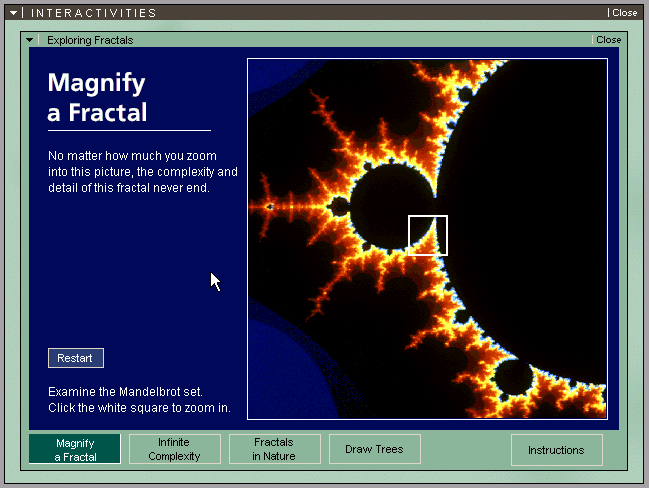 INTERACTIVITIES
Close
Exploring Fractals
Close
Magnify
a Fractal
No matter how much you zoom
into this picture, the complexity and
detail of this fractal never end.
Restart
Examine the Mandelbrot set.
Click the white square to zoom in.
Magnify
a Fractal
Infinite
Complexity
Fractals
in Nature
Draw Trees
Instructions